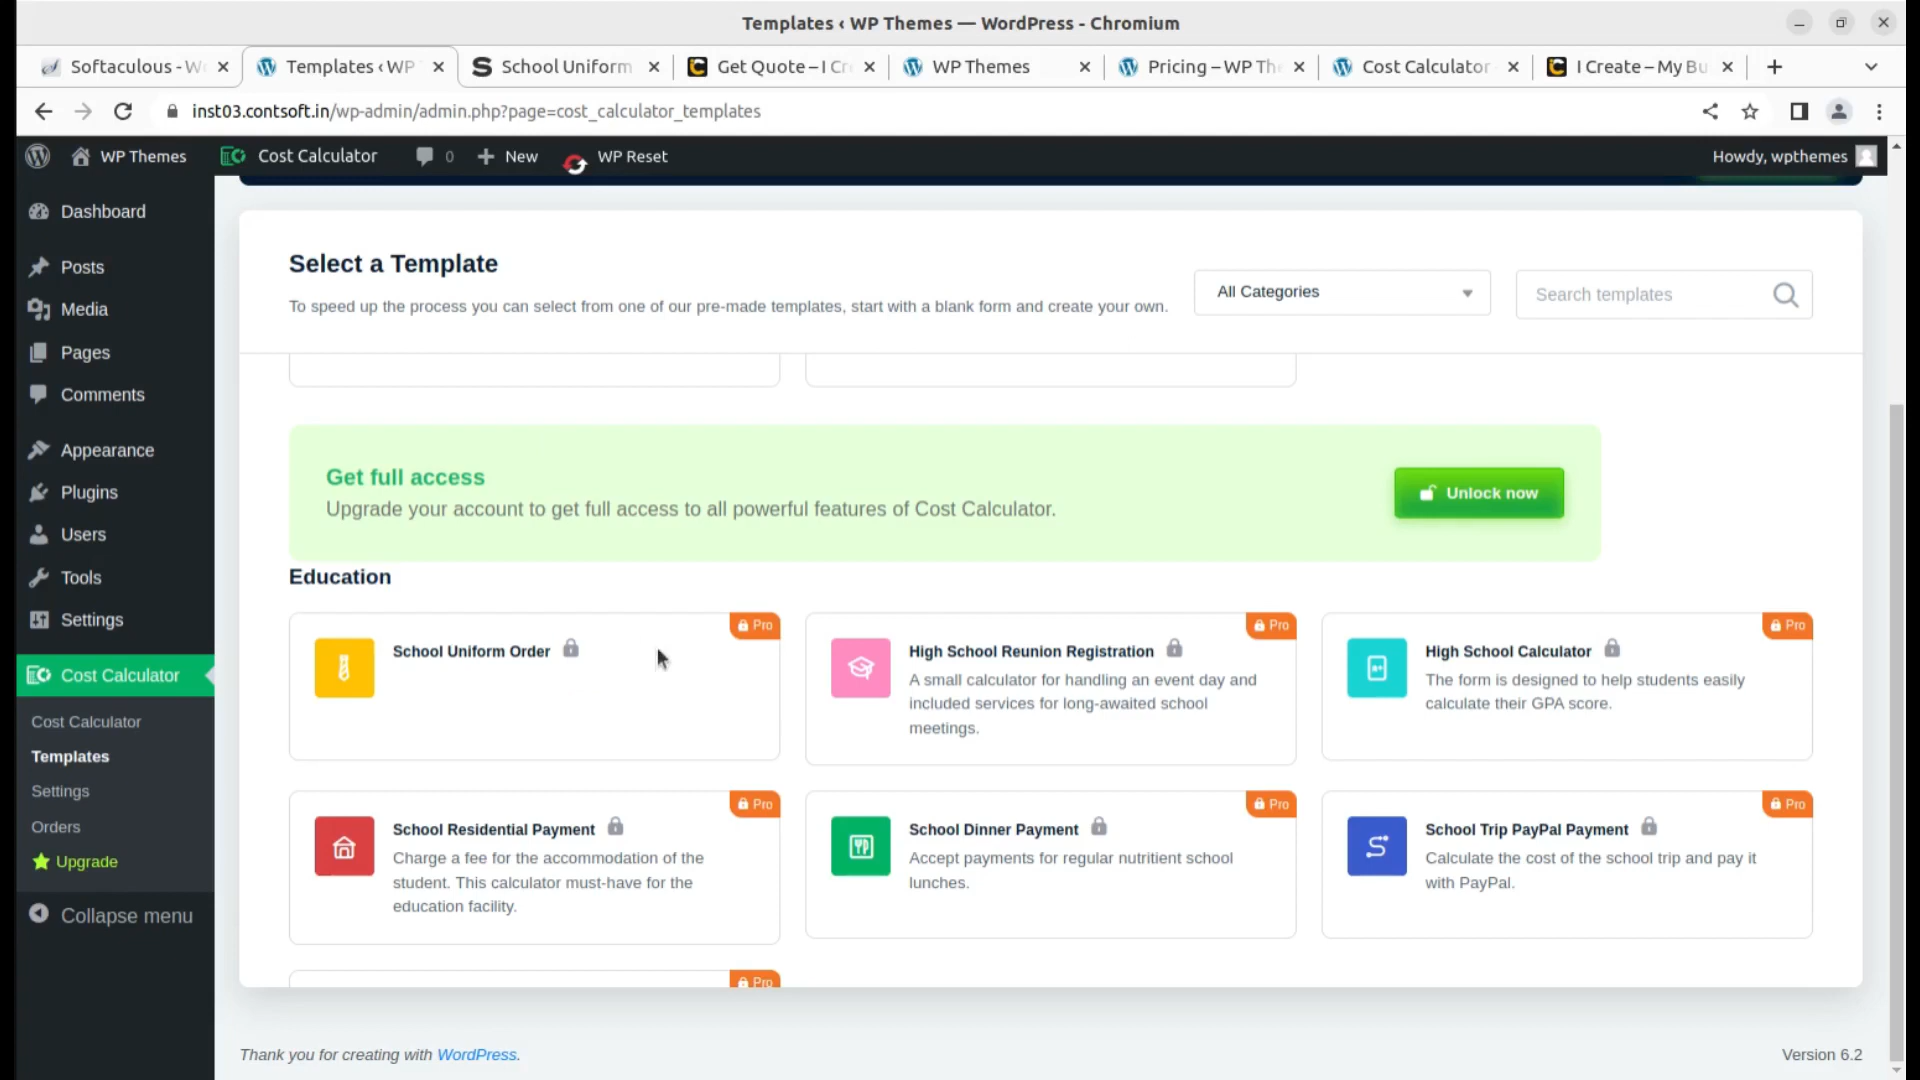 Templates ‹ WP Themes — WordPress - Chromium
Softaculous - W
Templates ‹ WP
School Uniform
Get Quote – I Cr
WP Themes
Pricing – WP Th
Cost Calculator
I Create – My Bu
inst03.contsoft.in/wp-admin/admin.php?page=cost_calculator_templates
WP Themes
Cost Calculator
0
New
WP Reset
Howdy, wpthemes
Dashboard
Posts
Media
Pages
Comments
Appearance
Plugins
Users
Tools
Settings
Cost Calculator
Cost Calculator
Templates
Settings
Orders
Upgrade
Collapse menu
Select a Template
To speed up the process you can select from one of our pre-made templates, start with a blank form and create your own.
All Categories
Search templates
Get full access
Upgrade your account to get full access to all powerful features of Cost Calculator.
Unlock now
Education
Pro
School Uniform Order
Pro
High School Reunion Registration
A small calculator for handling an event day and
included services for long-awaited school
meetings.
Pro
High School Calculator
The form is designed to help students easily
calculate their GPA score.
Pro
School Residential Payment
Charge a fee for the accommodation of the
student. This calculator must-have for the
education facility.
Pro
School Dinner Payment
Accept payments for regular nutritient school
lunches.
Pro
School Trip PayPal Payment
Calculate the cost of the school trip and pay it
with PayPal.
Pro
Thank you for creating with WordPress.
Version 6.2